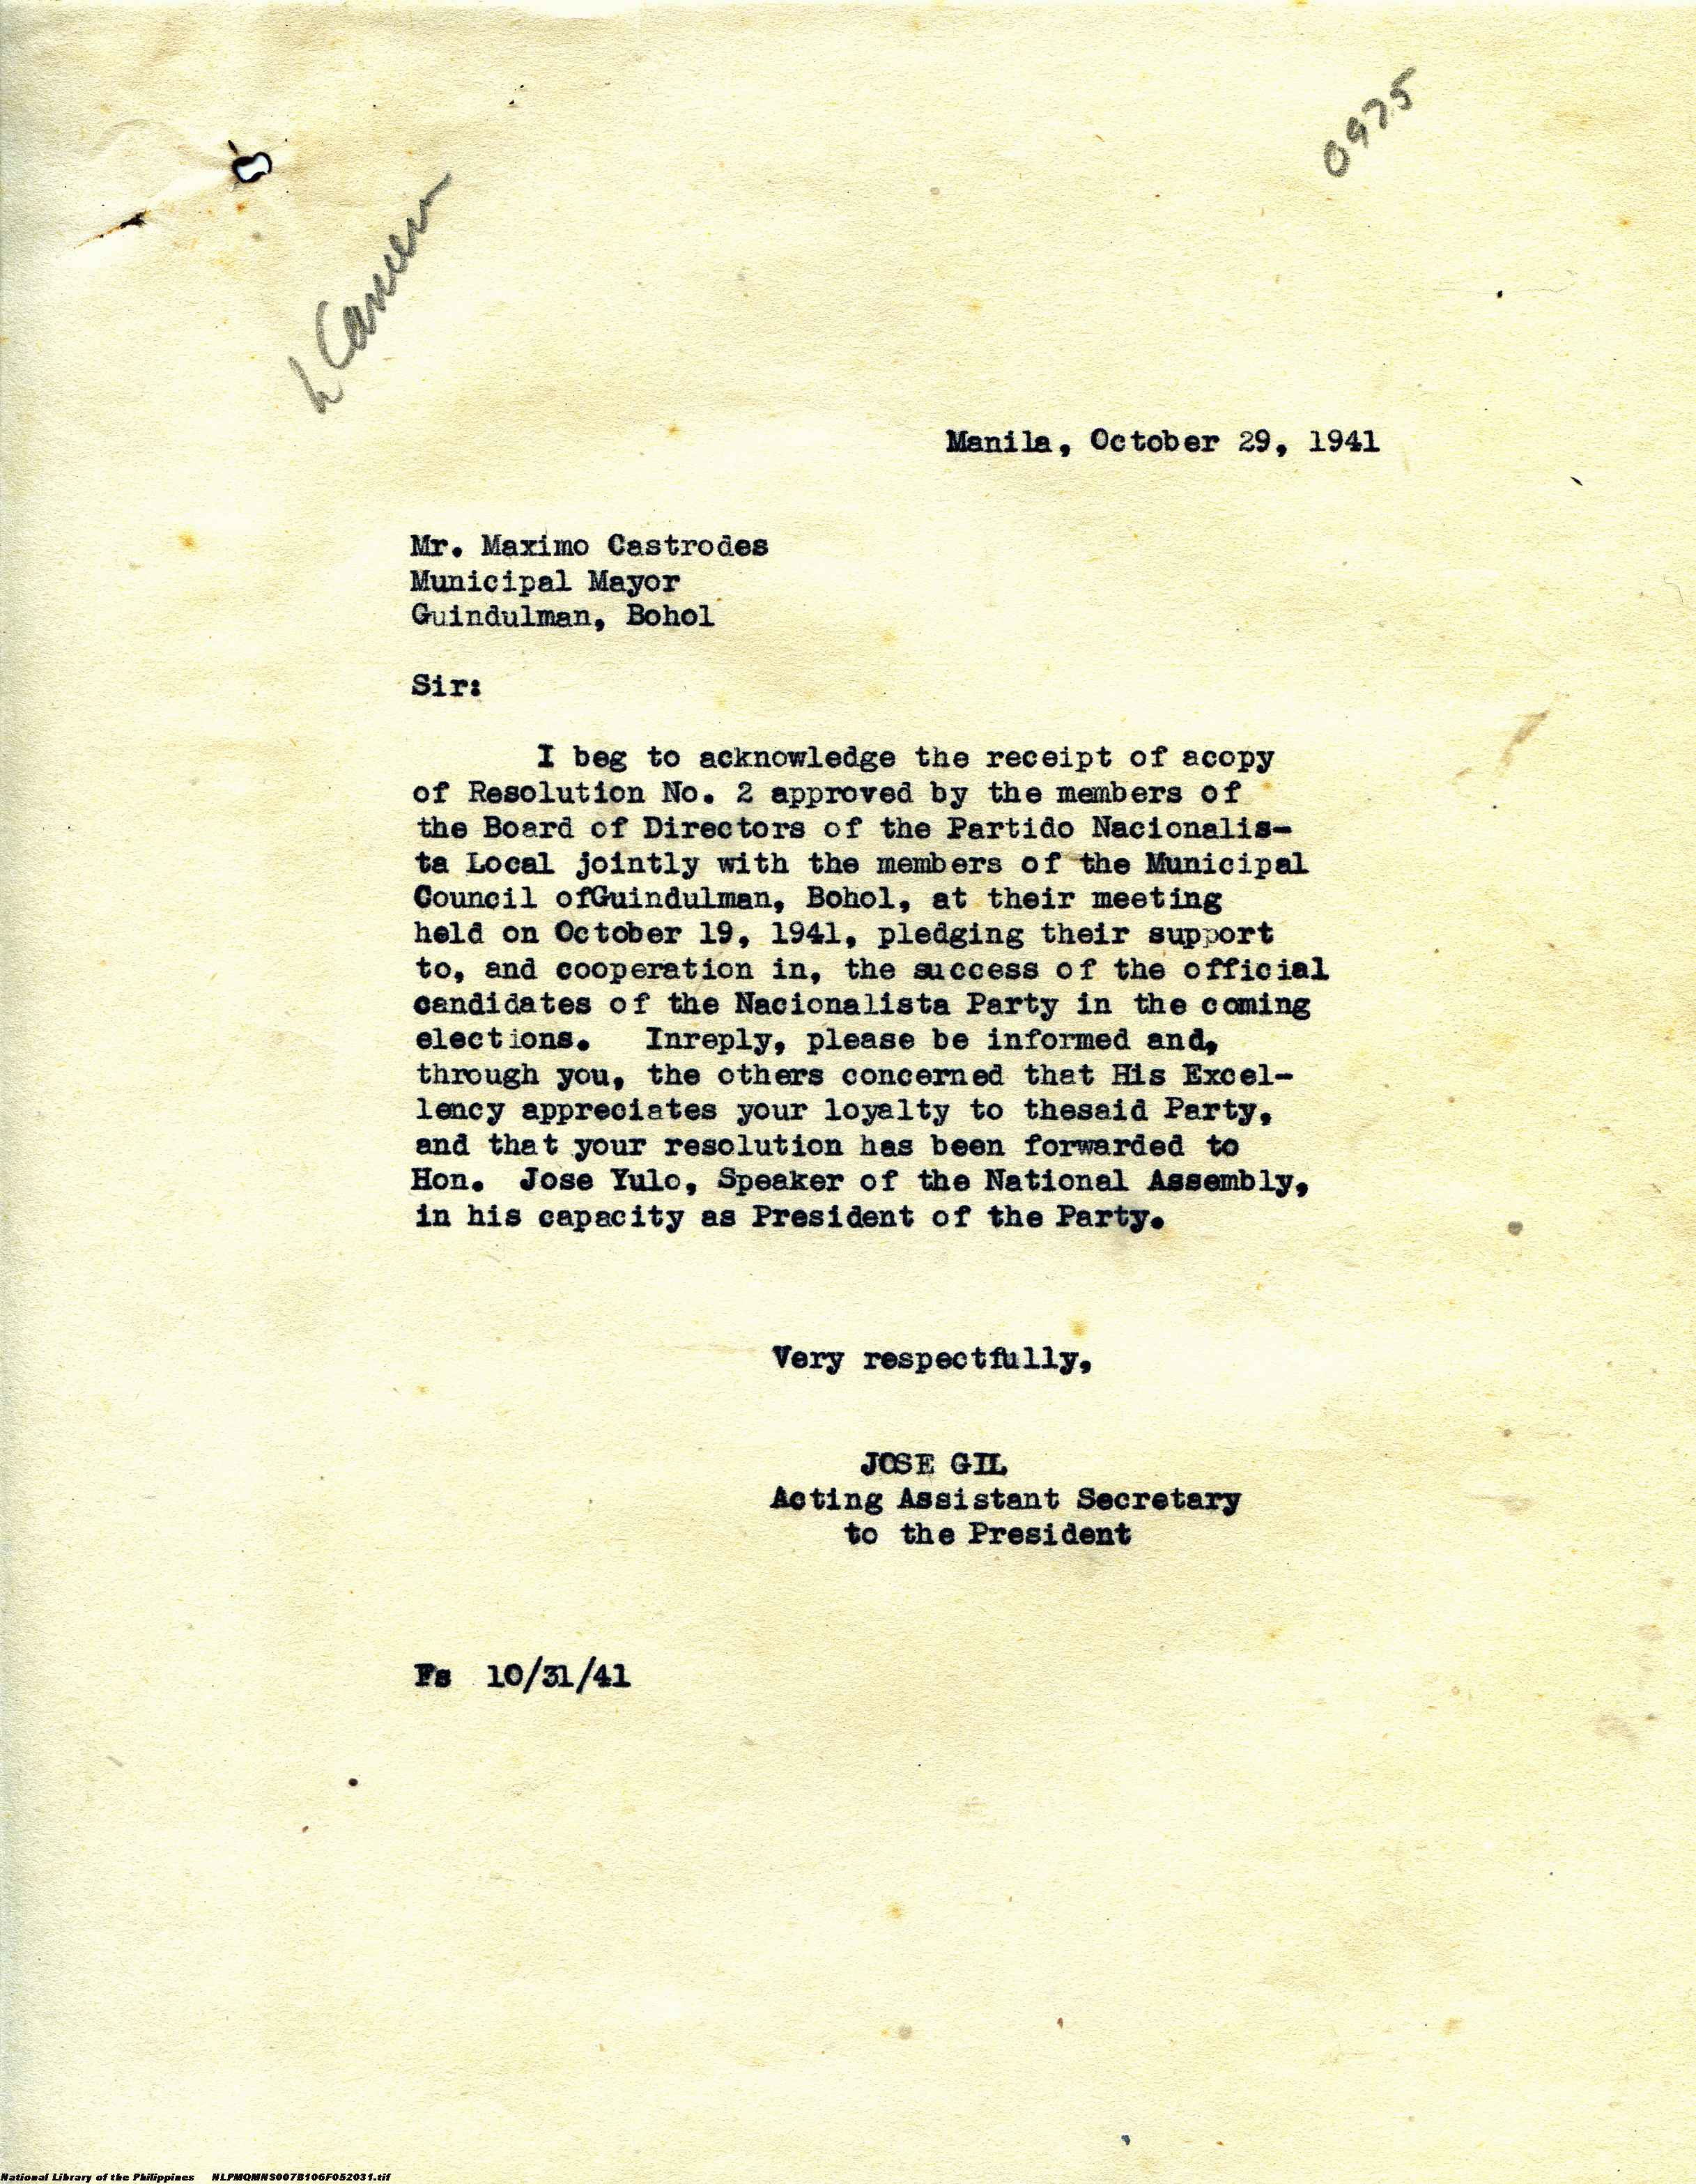 0975
Manila, October 29, 1941
Mr. Maximo Castrodes
Municipal Mayor
Guindulman, Bohol
Sir:
I beg to acknowledge the receipt of acopy
of Resolution No. 2 approved by the members of
the Board of Directors of the Partido Nacionalis-
ta Local jointly with the members of the Municipal
Council ofGuindulman, Bohol, at their meeting
held on October 19, 1941, pledging their support
to, and cooperation in, the success of the official
candidates of the Nacionalista Party in the coming
elections. Inreply, please be informed and,
through you, the others concerned that His Excel-
lency appreciates your loyalty to thesaid Party,
and that your resolution has been forwarded to
Hon. Jose Yulo, Speaker of the National Assembly,
in his capacity as President of the Party.
Very respectfully,
JOSE GIL
Acting Assistant Secretary
to the President
Fs 10/31/41
National Library of the Philippines NLPMQMNS007B106F052031.tif